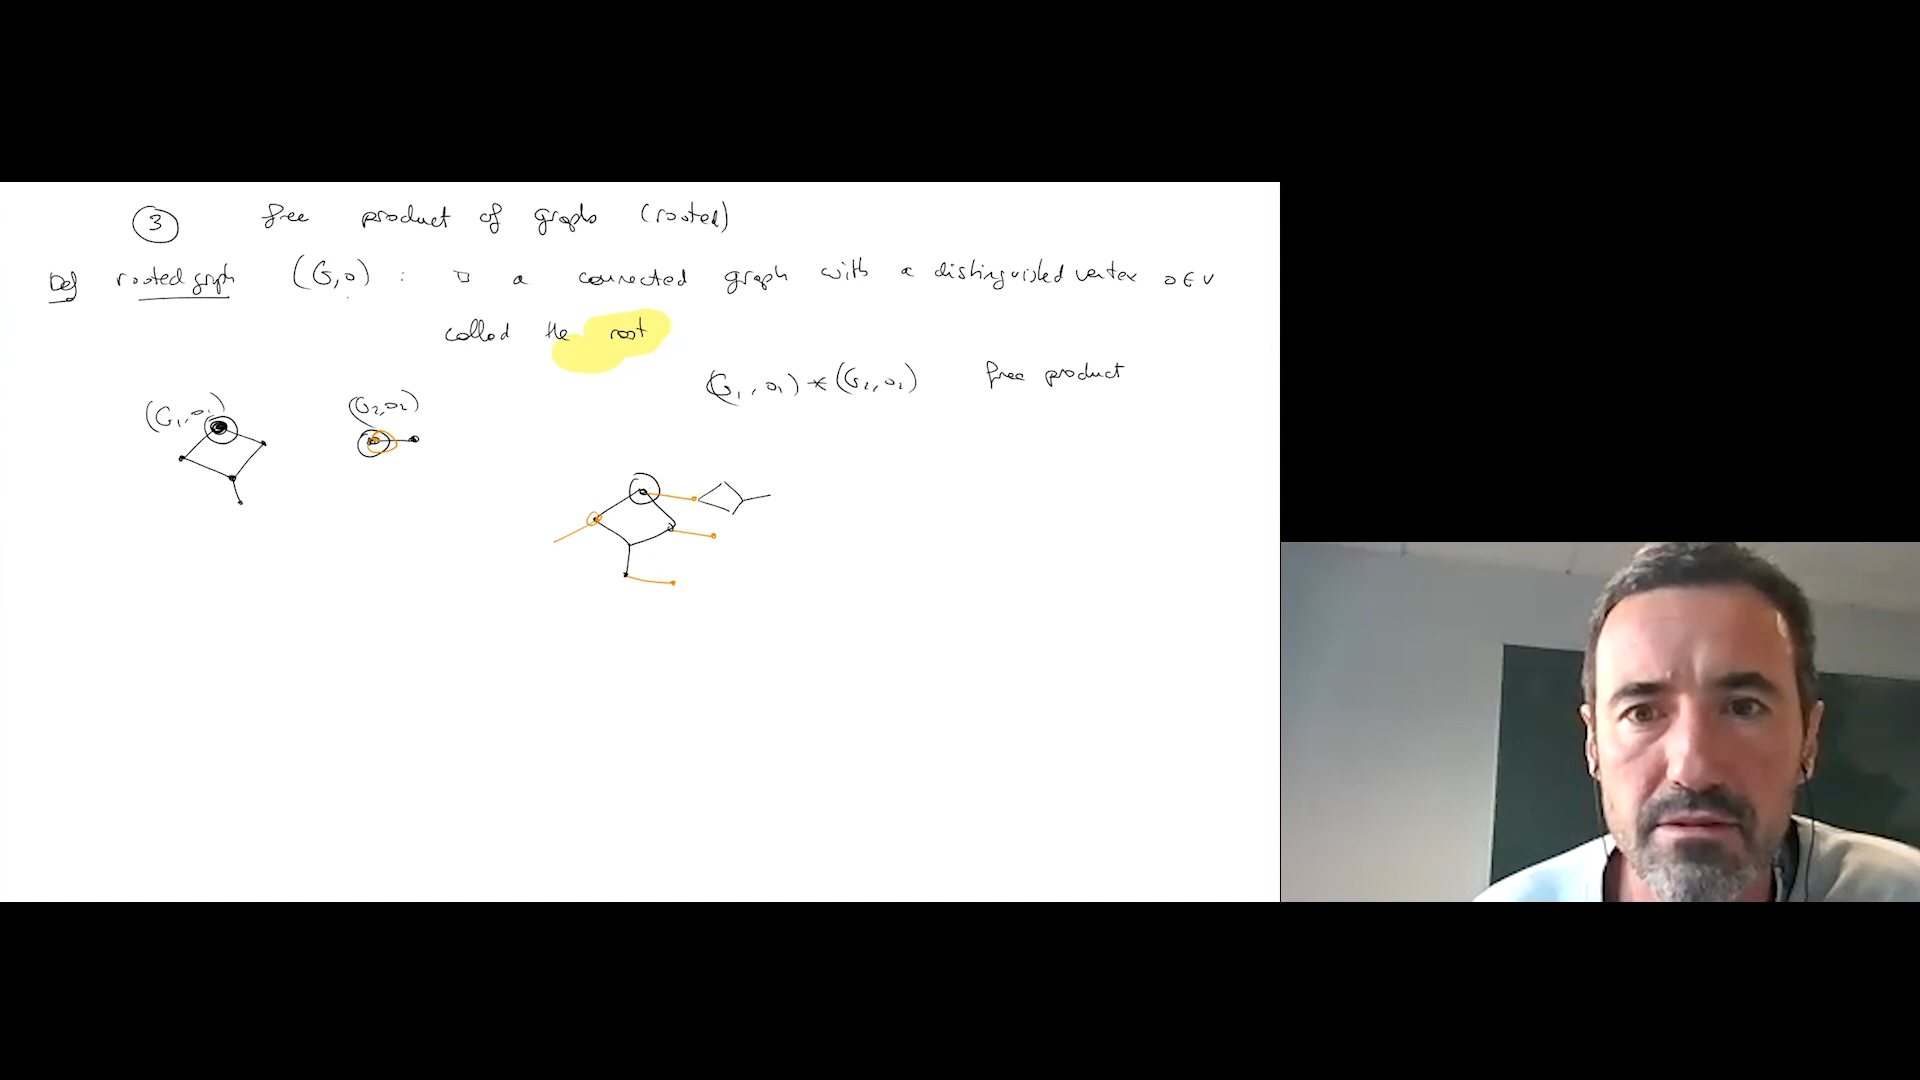 ③ free product of graphs (rooted)
Def rooted graph (G,o) : is a connected graph with a distinguished vertex o∈V
called the root
(G₁,o₁) * (G₂,o₂) free product
(G₁,o₁) (G₂,o₂)